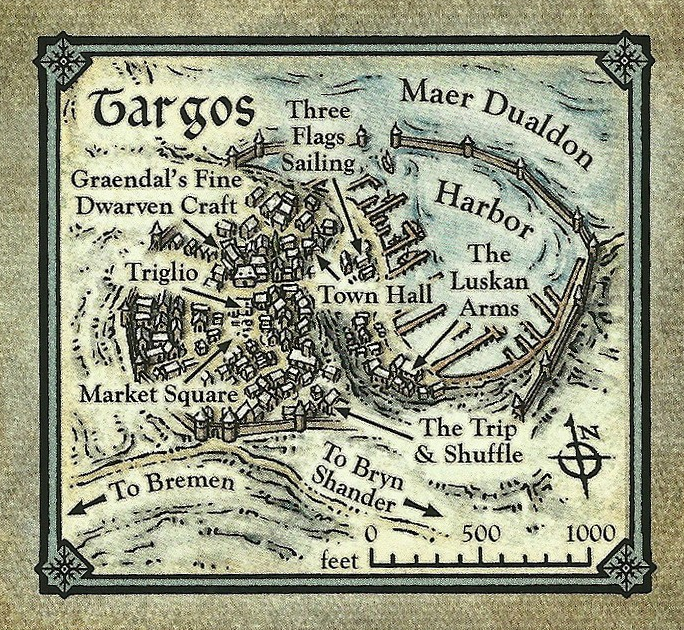 Targos
Maer Dualdon
Three
Flags
Sailing
Graendal's Fine
Dwarven Craft
Harbor
Triglio
The
Luskan
Arms
Town Hall
Market Square
The Trip
& Shuffle
N
To Bremen
To Bryn
Shander
0 500 1000
feet